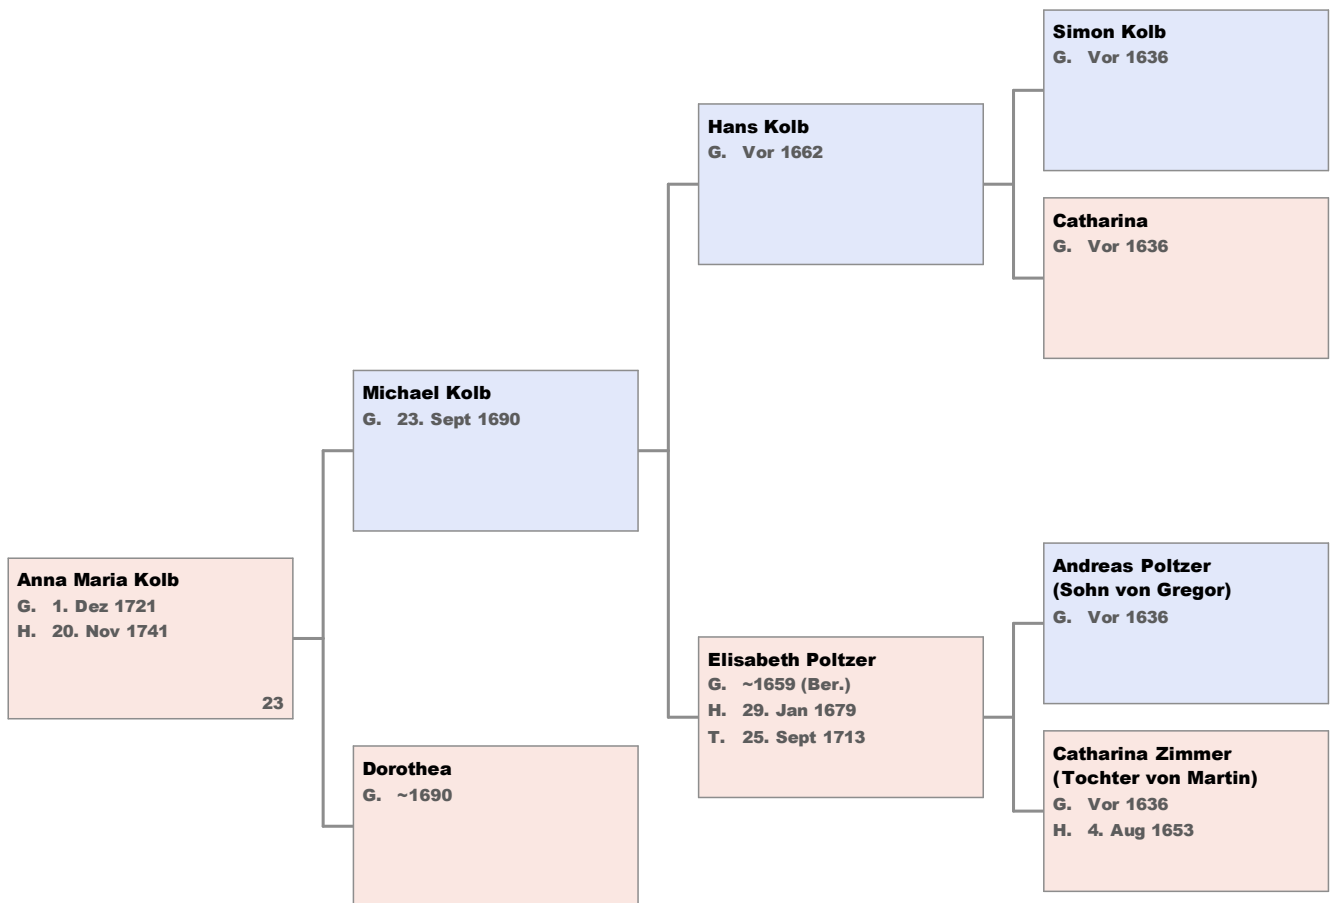 Simon Kolb
G. Vor 1636
Hans Kolb
G. Vor 1662
Catharina
G. Vor 1636
Michael Kolb
G. 23. Sept 1690
Anna Maria Kolb
G. 1. Dez 1721
H. 20. Nov 1741
23
Andreas Poltzer
(Sohn von Gregor)
G. Vor 1636
Elisabeth Poltzer
G. ~1659 (Ber.)
H. 29. Jan 1679
T. 25. Sept 1713
Dorothea
G. ~1690
Catharina Zimmer
(Tochter von Martin)
G. Vor 1636
H. 4. Aug 1653